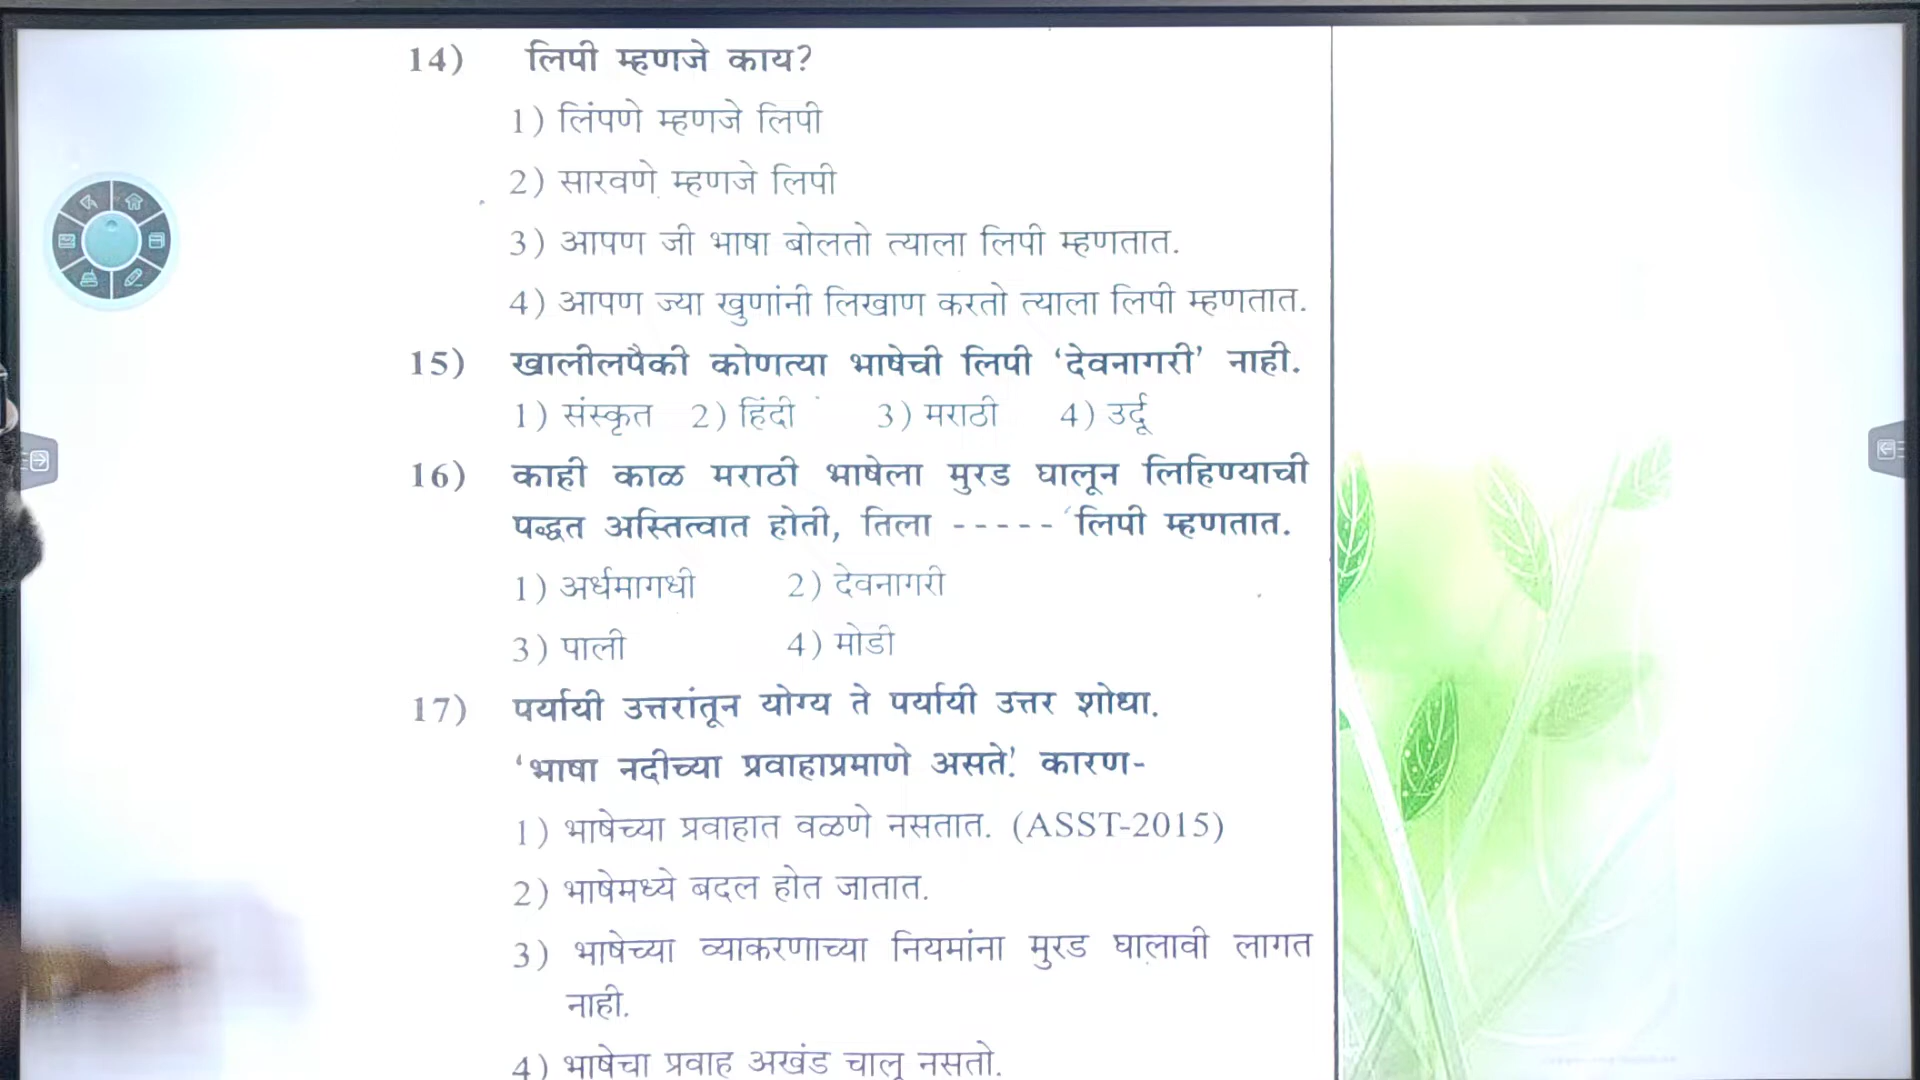 14) लिपी म्हणजे काय?
1) लिंपणे म्हणजे लिपी
2) सारवणे म्हणजे लिपी
3) आपण जी भाषा बोलतो त्याला लिपी म्हणतात.
4) आपण ज्या खुणांनी लिखाण करतो त्याला लिपी म्हणतात.
15) खालीलपैकी कोणत्या भाषेची लिपी ‘देवनागरी’ नाही.
1) संस्कृत 2) हिंदी 3) मराठी 4) उर्दू
16) काही काळ मराठी भाषेला मुरड घालून लिहिण्याची
पद्धत अस्तित्वात होती, तिला ----- लिपी म्हणतात.
1) अर्धमागधी 2) देवनागरी
3) पाली 4) मोडी
17) पर्यायी उत्तरांतून योग्य ते पर्यायी उत्तर शोधा.
‘भाषा नदीच्या प्रवाहाप्रमाणे असते.’ कारण-
1) भाषेच्या प्रवाहात वळणे नसतात. (ASST-2015)
2) भाषेमध्ये बदल होत जातात.
3) भाषेच्या व्याकरणाच्या नियमांना मुरड घालावी लागत
नाही.
4) भाषेचा प्रवाह अखंड चालू नसतो.